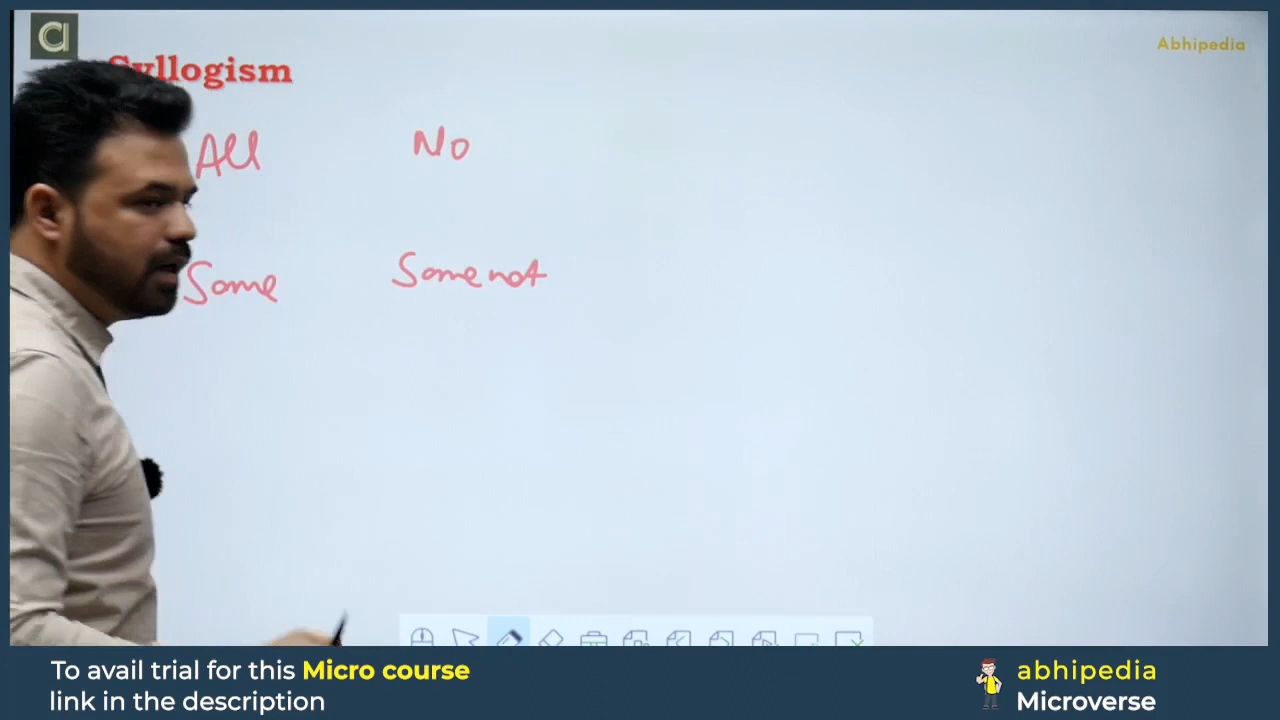 CA
Abhipedia
Syllogism
All No
Some Some not
To avail trial for this Micro course
link in the description
abhipedia
Microverse